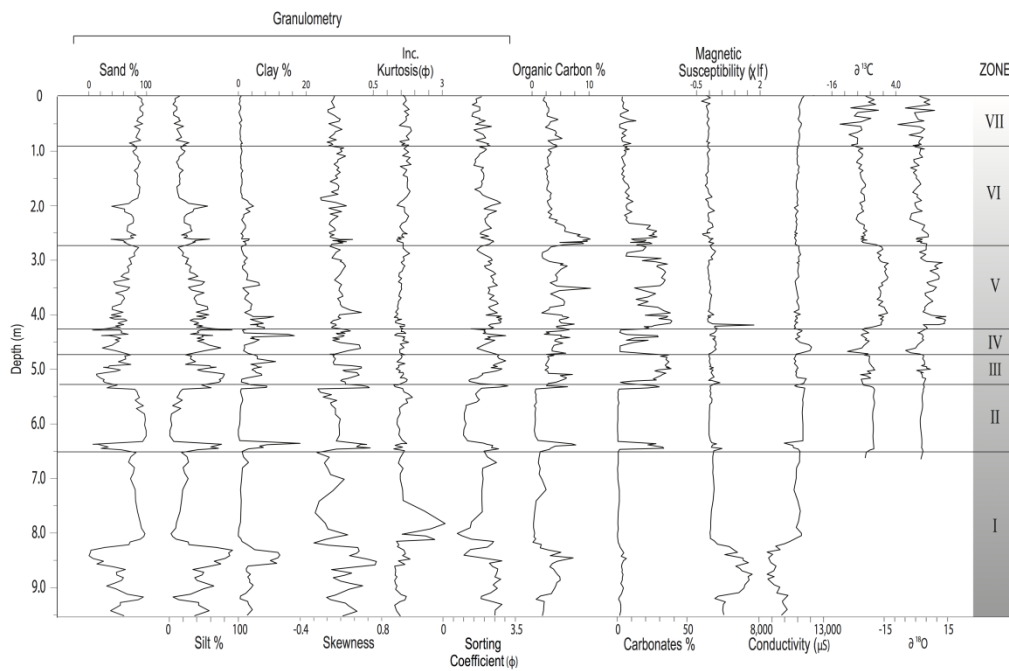 Granulometry
Sand %
Clay %
Inc.
Kurtosis(ϕ)
Organic Carbon %
Magnetic
Susceptibility (χlf)
∂ ¹³C
ZONE
0 100 0 20 0.5 3 0 10 -0.5 2 -16 4.0
0
1.0
2.0
3.0
4.0
5.0
6.0
7.0
8.0
9.0
Depth (m)
VII
VI
V
IV
III
II
I
0 100 -0.4 0.8 0 3.5 0 50 8,000 13,000 -15 15
Silt %
Skewness
Sorting
Coefficient(ϕ)
Carbonates %
Conductivity (µS)
∂ ¹⁸O